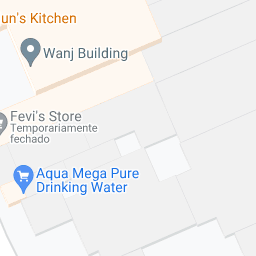 un's Kitchen
Wanj Building
Fevi's Store
Temporariamente
fechado
Aqua Mega Pure
Drinking Water